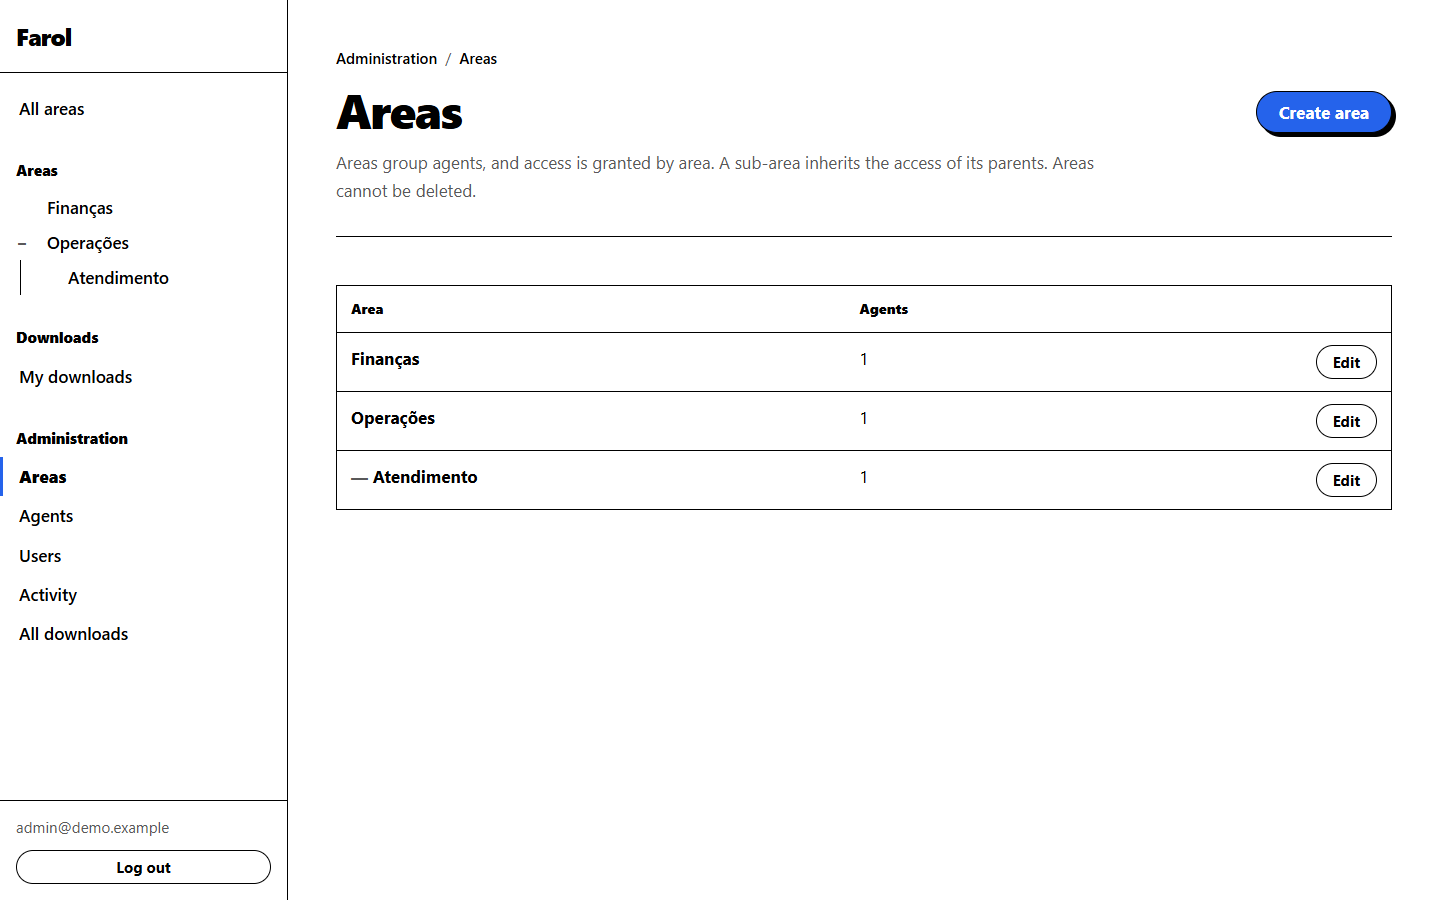 Farol
All areas
Areas
Finanças
– Operações
Atendimento
Downloads
My downloads
Administration
Areas
Agents
Users
Activity
All downloads
admin@demo.example
Log out
Administration / Areas
Areas
Create area
Areas group agents, and access is granted by area. A sub-area inherits the access of its parents. Areas
cannot be deleted.
Area Agents
Finanças 1 Edit
Operações 1 Edit
— Atendimento 1 Edit